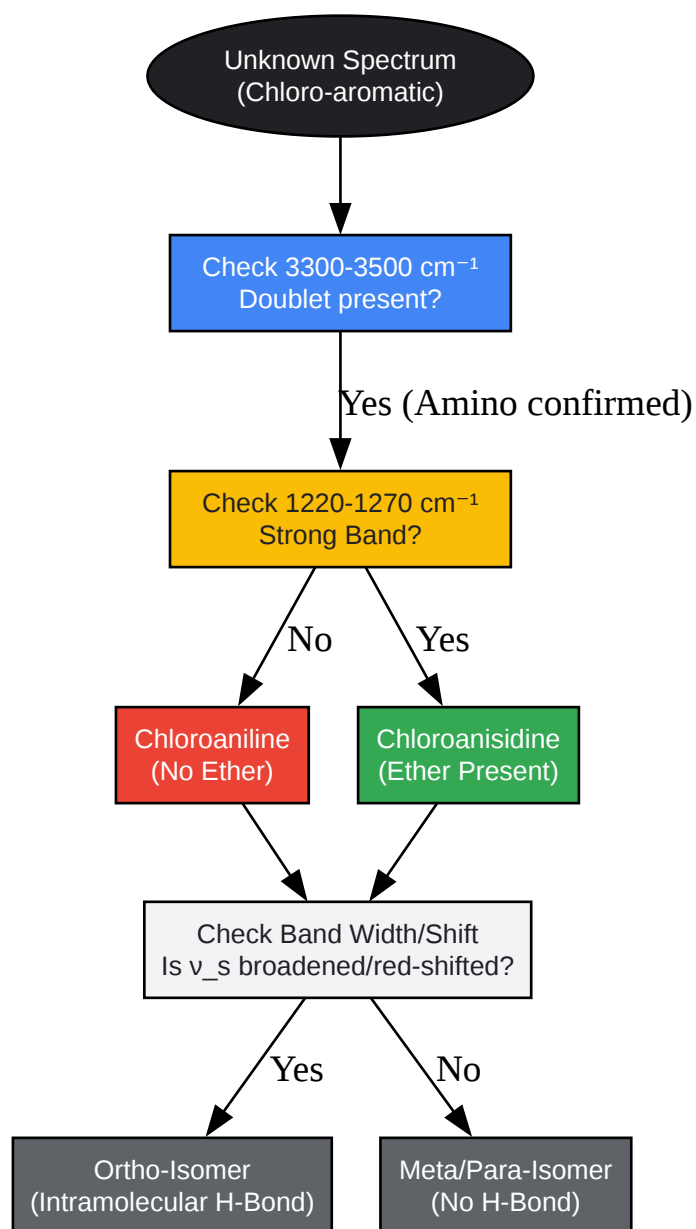 Unknown Spectrum
(Chloro-aromatic)
Check 3300-3500 cm⁻¹
Doublet present?
Yes (Amino confirmed)
Check 1220-1270 cm⁻¹
Strong Band?
No
Yes
Chloroaniline
(No Ether)
Chloroanisidine
(Ether Present)
Check Band Width/Shift
Is ν_s broadened/red-shifted?
Yes
No
Ortho-Isomer
(Intramolecular H-Bond)
Meta/Para-Isomer
(No H-Bond)